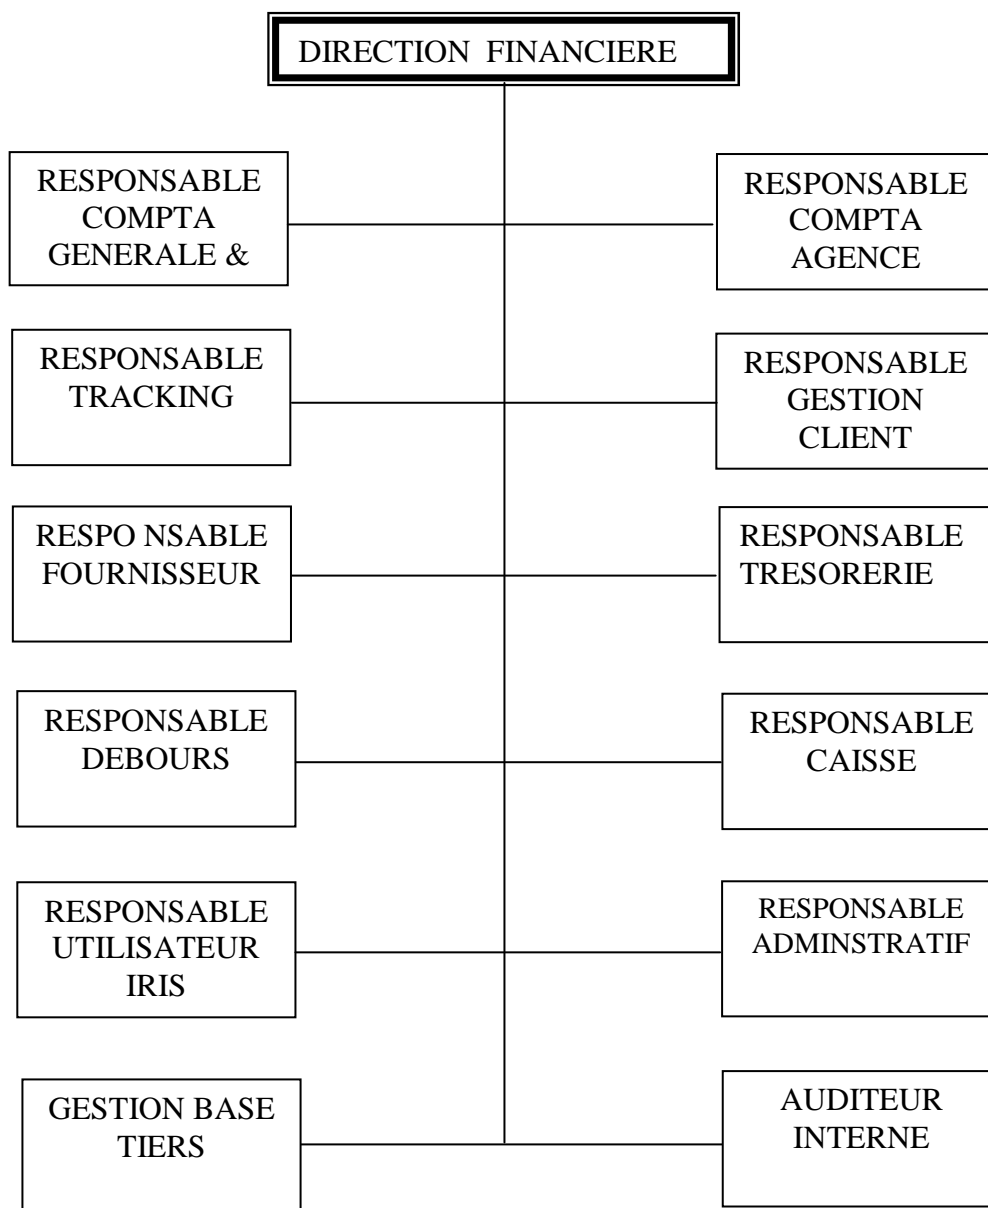 DIRECTION FINANCIERE
RESPONSABLE
COMPTA
GENERALE &
RESPONSABLE
COMPTA
AGENCE
RESPONSABLE
TRACKING
RESPONSABLE
GESTION
CLIENT
RESPO NSABLE
FOURNISSEUR
RESPONSABLE
TRESORERIE
RESPONSABLE
DEBOURS
RESPONSABLE
CAISSE
RESPONSABLE
UTILISATEUR
IRIS
RESPONSABLE
ADMINSTRATIF
GESTION BASE
TIERS
AUDITEUR
INTERNE